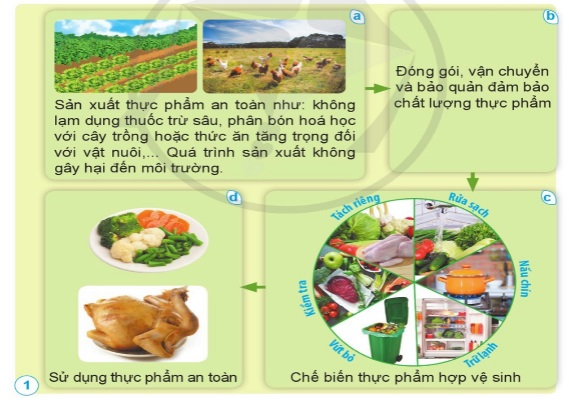 a
Sản xuất thực phẩm an toàn như: không
lạm dụng thuốc trừ sâu, phân bón hoá học
với cây trồng hoặc thức ăn tăng trọng đối
với vật nuôi,... Quá trình sản xuất không
gây hại đến môi trường.
b
Đóng gói, vận chuyển
và bảo quản đảm bảo
chất lượng thực phẩm
c
Tách riêng
Rửa sạch
Nấu chín
Trữ lạnh
Vứt bỏ
Kiểm tra
Chế biến thực phẩm hợp vệ sinh
d
Sử dụng thực phẩm an toàn
1